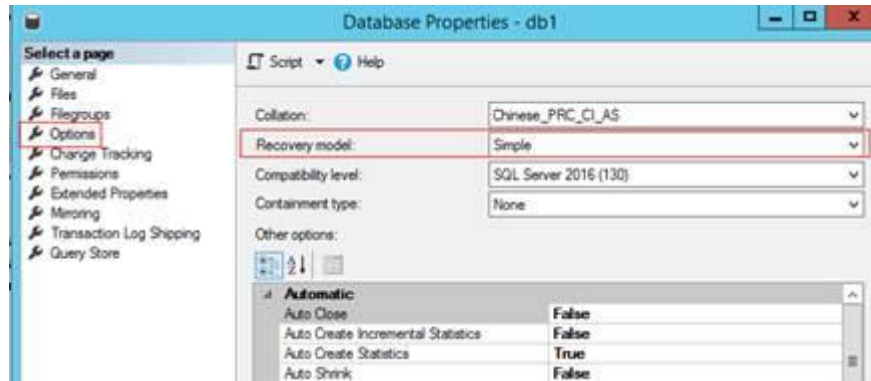 Database Properties - db1
Select a page
General
Files
Filegroups
Options
Change Tracking
Permissions
Extended Properties
Mirroring
Transaction Log Shipping
Query Store
Script Help
Collation: Chinese_PRC_CI_AS
Recovery model: Simple
Compatibility level: SQL Server 2016 (130)
Containment type: None
Other options:
Automatic
Auto Close False
Auto Create Incremental Statistics False
Auto Create Statistics True
Auto Shrink False